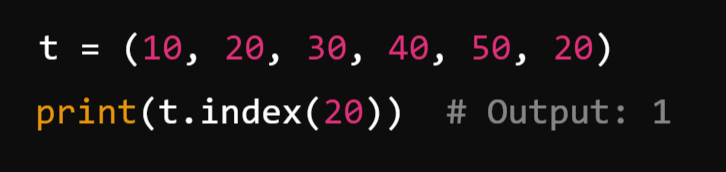 t = (10, 20, 30, 40, 50, 20)
print(t.index(20))  # Output: 1